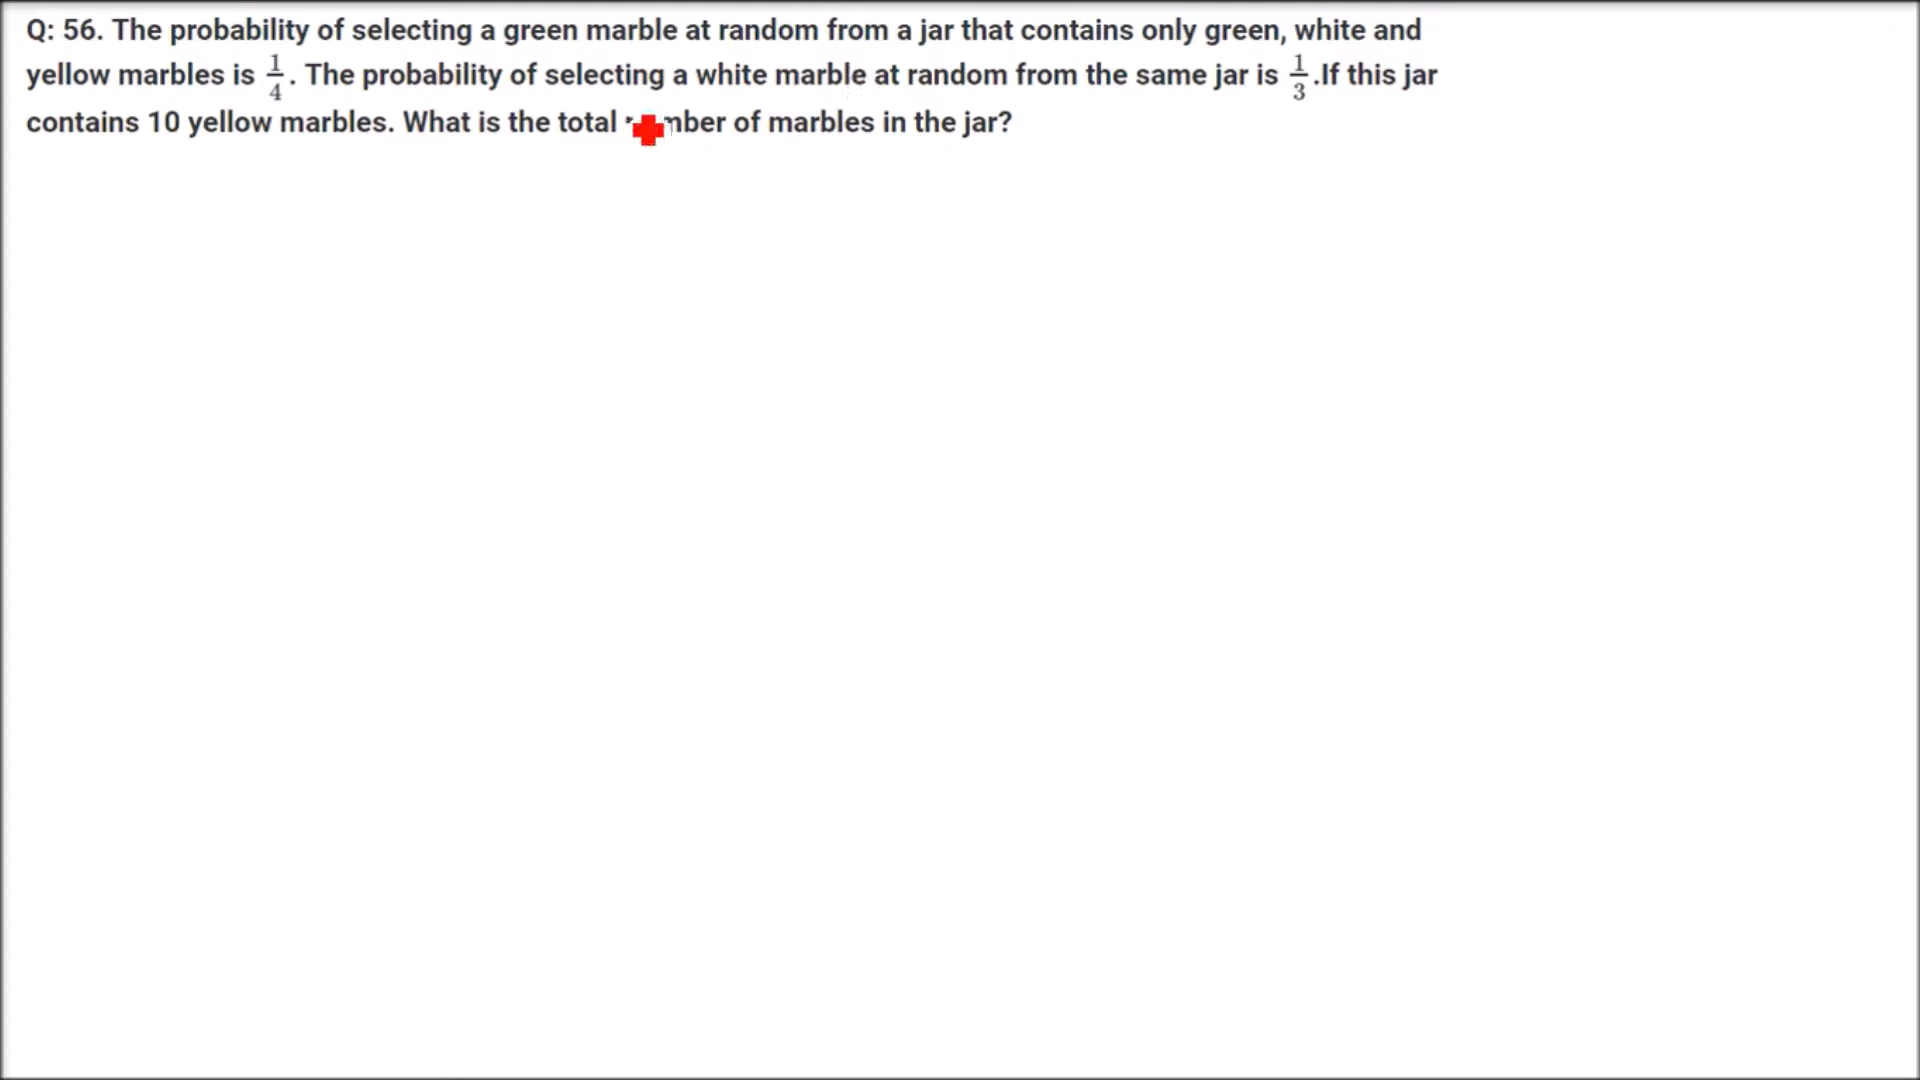 Q: 56. The probability of selecting a green marble at random from a jar that contains only green, white and
yellow marbles is 1/4. The probability of selecting a white marble at random from the same jar is 1/3.If this jar
contains 10 yellow marbles. What is the total of marbles in the jar?